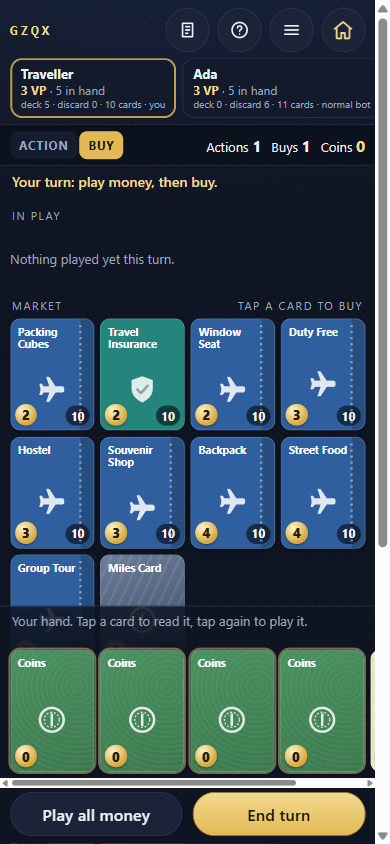 GZQX
Traveller
3 VP · 5 in hand
deck 5 · discard 0 · 10 cards · you
Ada
3 VP · 5 in hand
deck 0 · discard 6 · 11 cards · normal bot
ACTION
BUY
Actions 1 Buys 1 Coins 0
Your turn: play money, then buy.
IN PLAY
Nothing played yet this turn.
MARKET
TAP A CARD TO BUY
Packing
Cubes
2
10
Travel
Insurance
2
10
Window
Seat
2
10
Duty Free
3
10
Hostel
3
10
Souvenir
Shop
3
10
Backpack
4
10
Street Food
4
10
Group Tour
Miles Card
Your hand. Tap a card to read it, tap again to play it.
Coins
0
Coins
0
Coins
0
Coins
0
Play all money
End turn